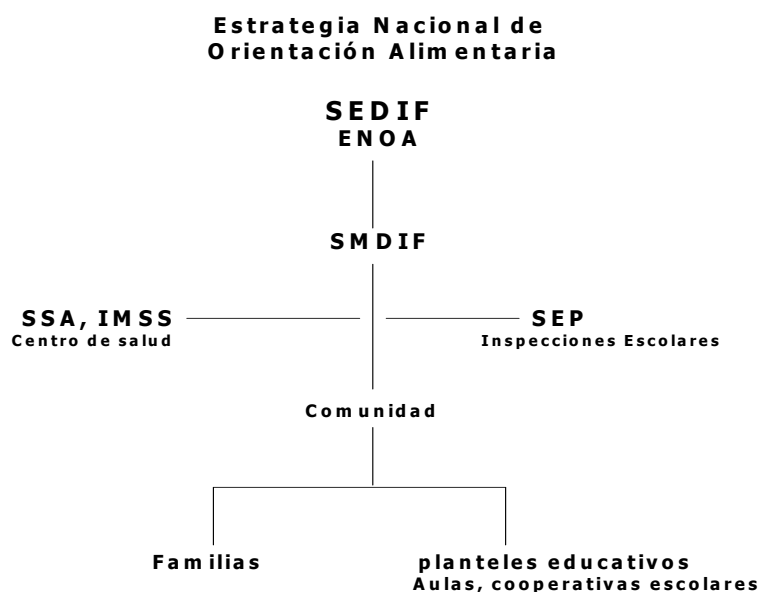 Estrategia Nacional de
Orientación Alimentaria
SEDIF
ENOA
SMDIF
SSA, IMSS
Centro de salud
SEP
Inspecciones Escolares
Comunidad
Familias
planteles educativos
Aulas, cooperativas escolares